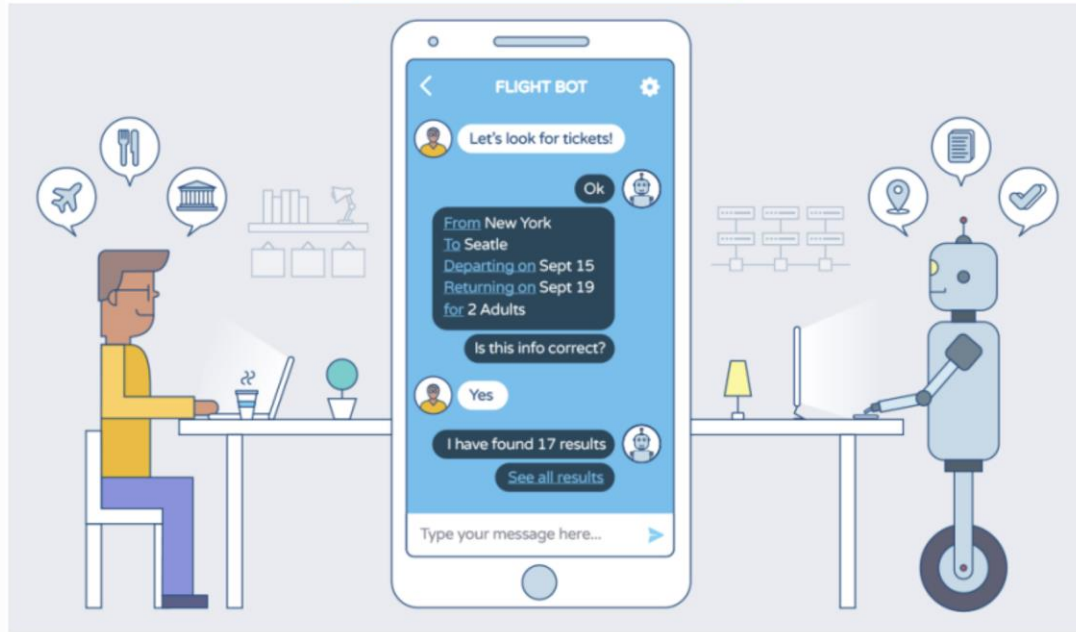 FLIGHT BOT
Let's look for tickets!
Ok
From New York
To Seatle
Departing on Sept 15
Returning on Sept 19
for 2 Adults
Is this info correct?
Yes
I have found 17 results
See all results
Type your message here...